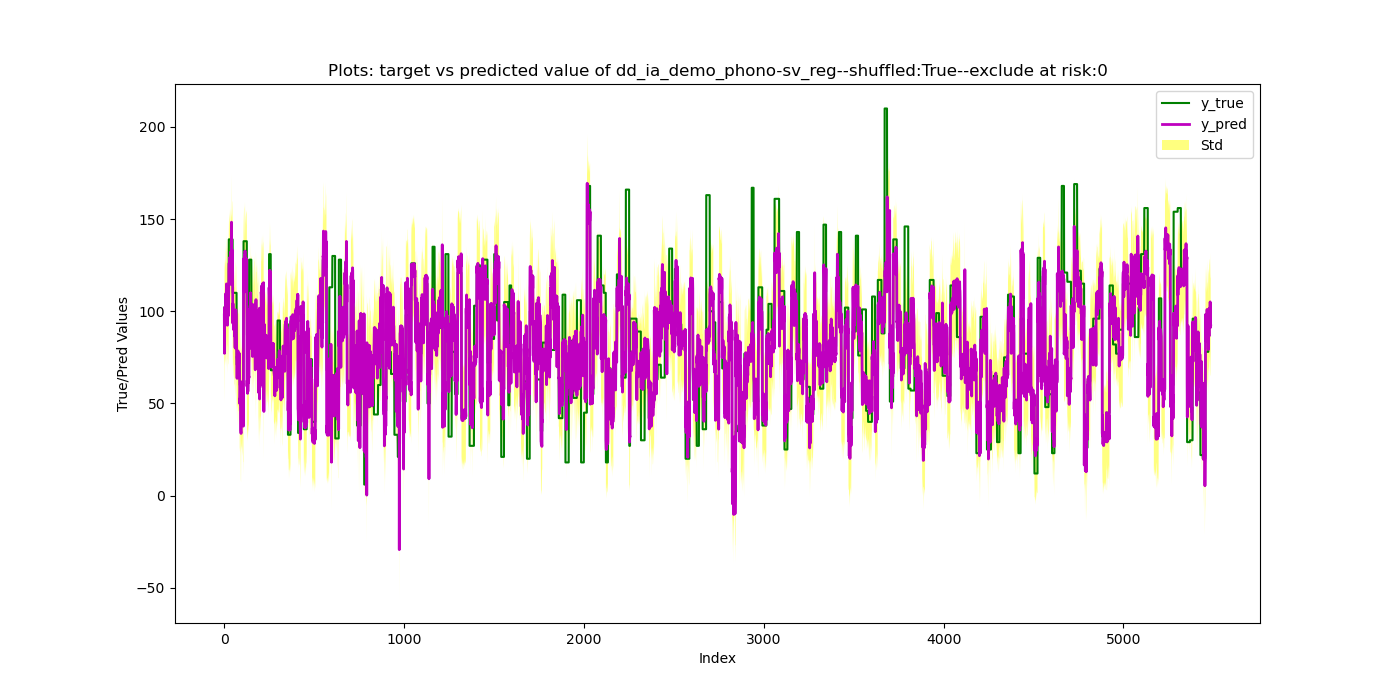 Plots: target vs predicted value of dd_ia_demo_phono-sv_reg--shuffled:True--exclude at risk:0
y_true
y_pred
Std
200
150
100
50
0
−50
True/Pred Values
0 1000 2000 3000 4000 5000
Index